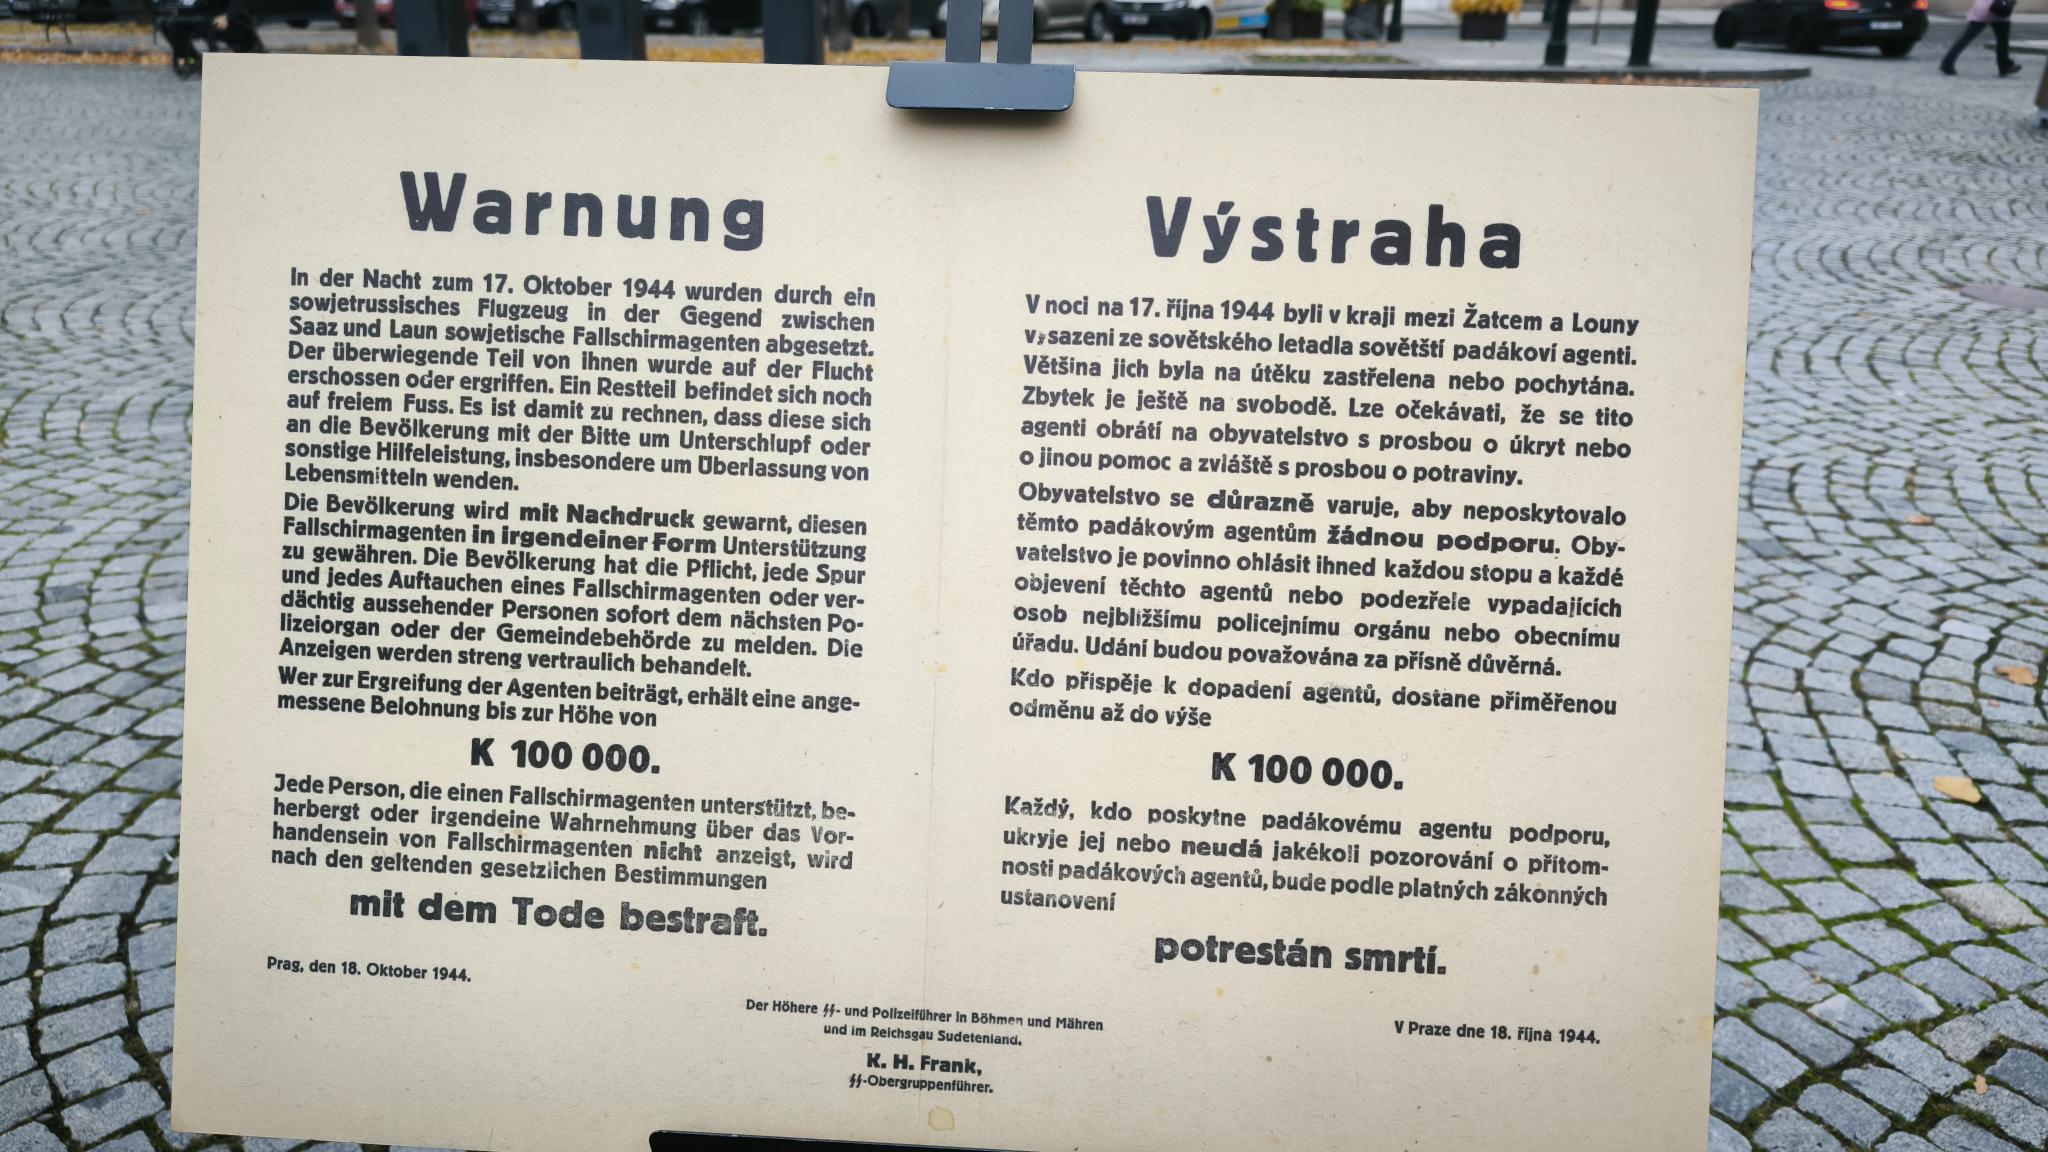 Warnung
In der Nacht zum 17. Oktober 1944 wurden durch ein
sowjetrussisches Flugzeug in der Gegend zwischen
Saaz und Laun sowjetische Fallschirmagenten abgesetzt.
Der überwiegende Teil von ihnen wurde auf der Flucht
erschossen oder ergriffen. Ein Restteil befindet sich noch
auf freiem Fuss. Es ist damit zu rechnen, dass diese sich
an die Bevölkerung mit der Bitte um Unterschlupf oder
sonstige Hilfeleistung, insbesondere um Überlassung von
Lebensmitteln wenden.
Die Bevölkerung wird mit Nachdruck gewarnt, diesen
Fallschirmagenten in irgendeiner Form Unterstützung
zu gewähren. Die Bevölkerung hat die Pflicht, jede Spur
und jedes Auftauchen eines Fallschirmagenten oder ver-
dächtig aussehender Personen sofort dem nächsten Po-
lizeiorgan oder der Gemeindebehörde zu melden. Die
Anzeigen werden streng vertraulich behandelt.
Wer zur Ergreifung der Agenten beiträgt, erhält eine ange-
messene Belohnung bis zur Höhe von
K 100 000.
Jede Person, die einen Fallschirmagenten unterstützt, be-
herbergt oder irgendeine Wahrnehmung über das Vor-
handensein von Fallschirmagenten nicht anzeigt, wird
nach den geltenden gesetzlichen Bestimmungen
mit dem Tode bestraft.
Prag, den 18. Oktober 1944.
Výstraha
V noci na 17. října 1944 byli v kraji mezi Žatcem a Louny
vysazeni ze sovětského letadla sovětští padákoví agenti.
Většina jich byla na útěku zastřelena nebo pochytána.
Zbytek je ještě na svobodě. Lze očekávati, že se tito
agenti obrátí na obyvatelstvo s prosbou o úkryt nebo
o jinou pomoc a zvláště s prosbou o potraviny.
Obyvatelstvo se důrazně varuje, aby neposkytovalo
těmto padákovým agentům žádnou podporu. Oby-
vatelstvo je povinno ohlásit ihned každou stopu a každé
objevení těchto agentů nebo podezřele vypadajících
osob nejbližšímu policejnímu orgánu nebo obecnímu
úřadu. Udání budou považována za přísně důvěrná.
Kdo přispěje k dopadení agentů, dostane přiměřenou
odměnu až do výše
K 100 000.
Každý, kdo poskytne padákovému agentu podporu,
ukryje jej nebo neudá jakékoli pozorování o přítom-
nosti padákových agentů, bude podle platných zákonných
ustanovení
potrestán smrtí.
V Praze dne 18. října 1944.
Der Höhere ᛋᛋ- und Polizeiführer in Böhmen und Mähren
und im Reichsgau Sudetenland.
K. H. Frank,
ᛋᛋ-Obergruppenführer.